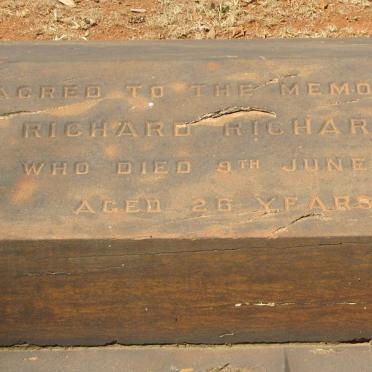 ACRED TO THE MEMO
RICHARD RICHAR
WHO DIED 9TH JUNE
AGED 26 YEARS